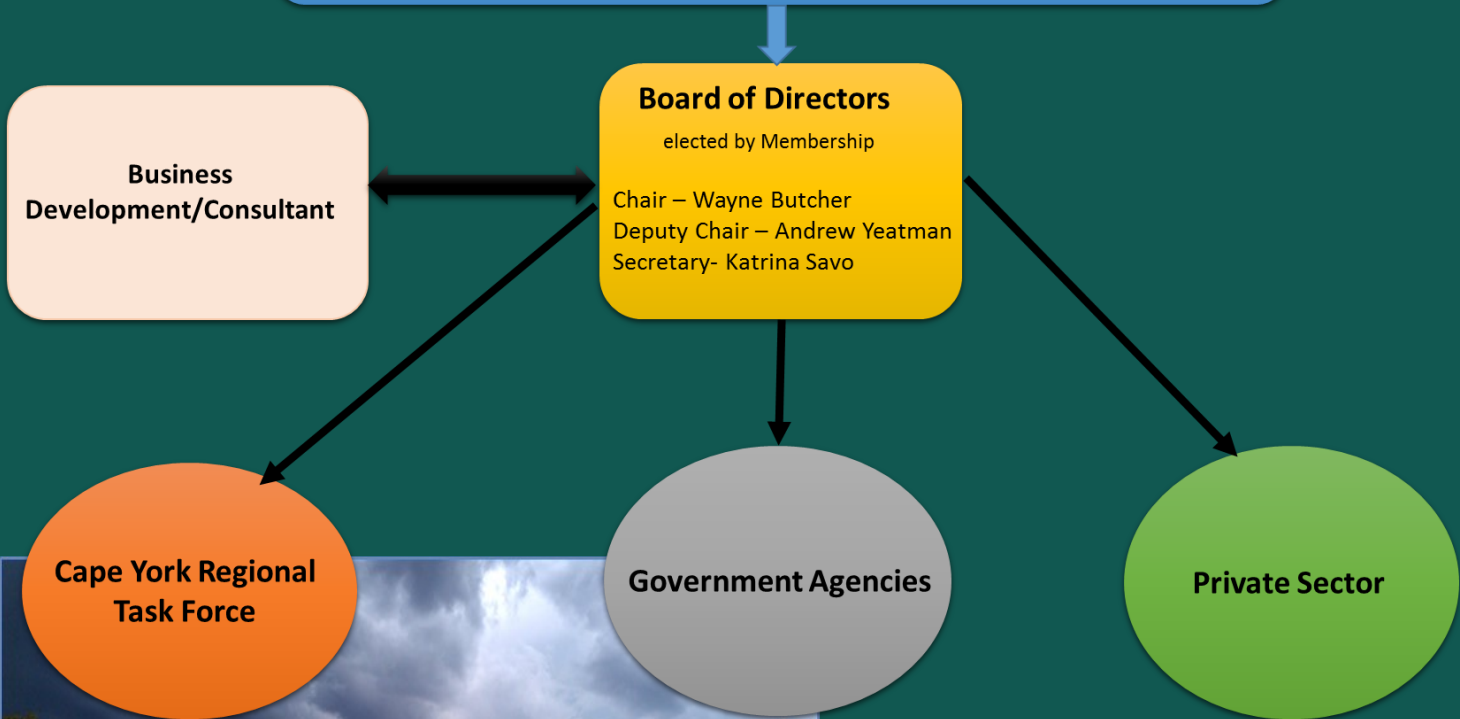 Board of Directors
elected by Membership
Chair – Wayne Butcher
Deputy Chair – Andrew Yeatman
Secretary- Katrina Savo
Business
Development/Consultant
Cape York Regional
Task Force
Government Agencies
Private Sector